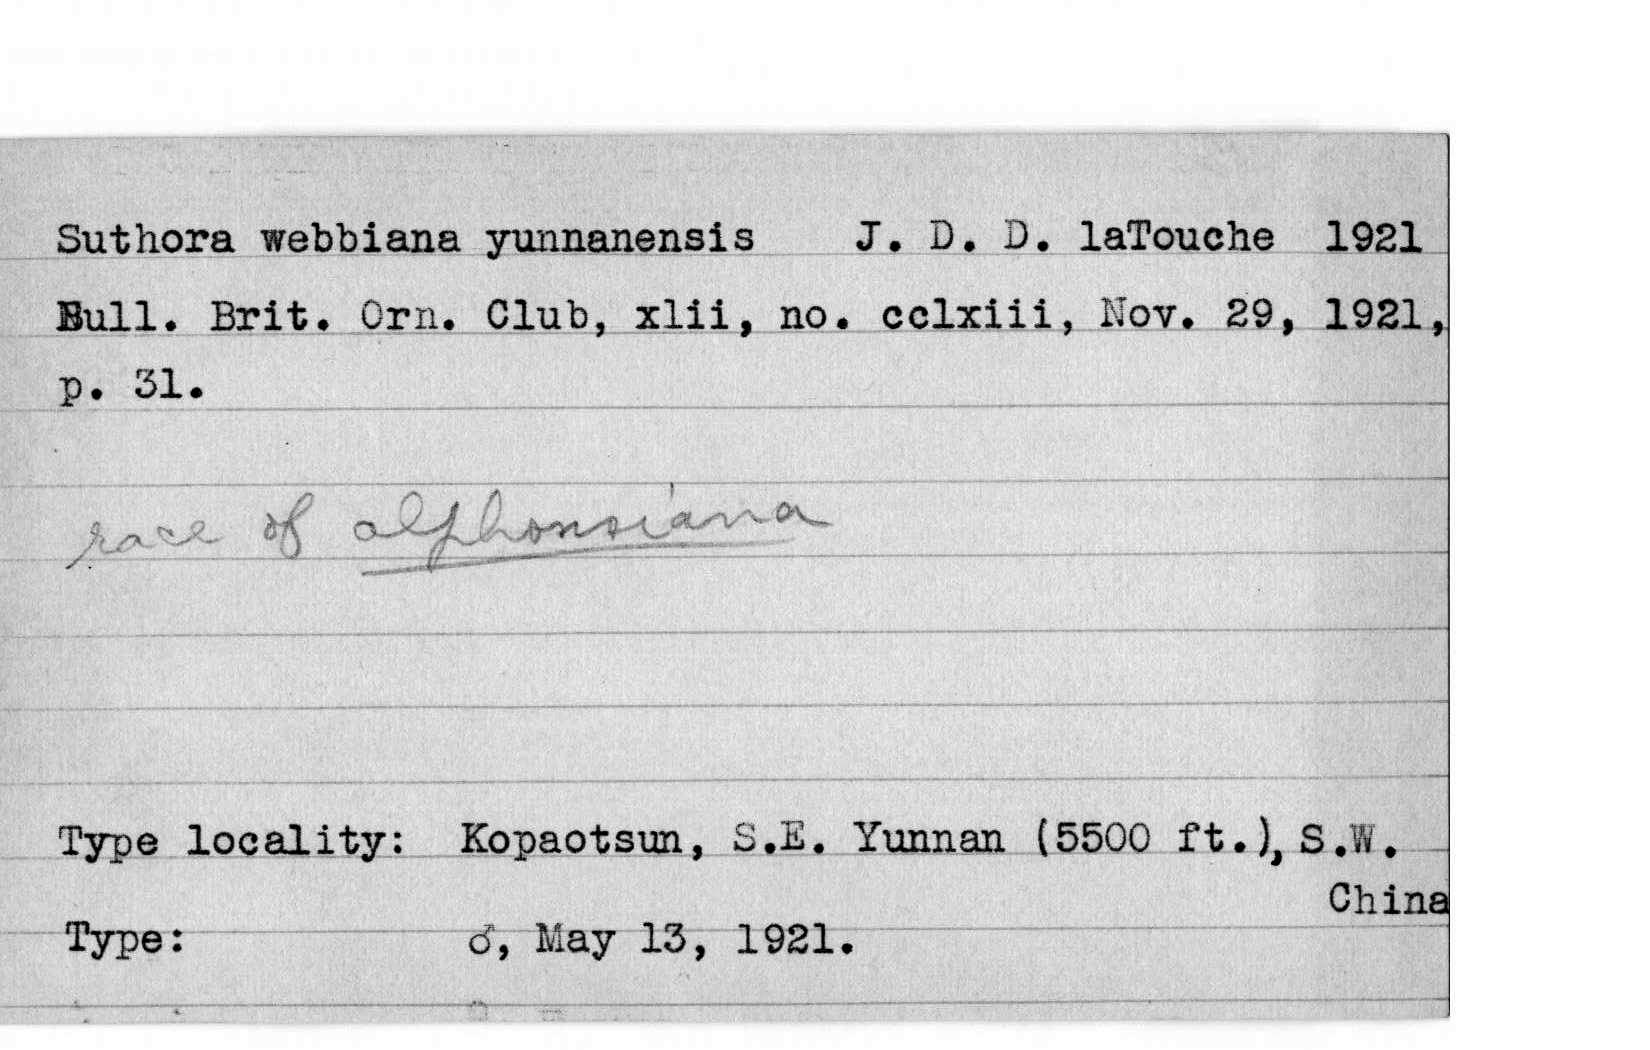 Suthora webbiana yunnanensis J. D. D. laTouche 1921
Bull. Brit. Orn. Club, xlii, no. cclxiii, Nov. 29, 1921,
p. 31.
race of alphonsiana
Type locality: Kopaotsun, S.E. Yunnan (5500 ft.), S.W.
China
Type: ♂, May 13, 1921.